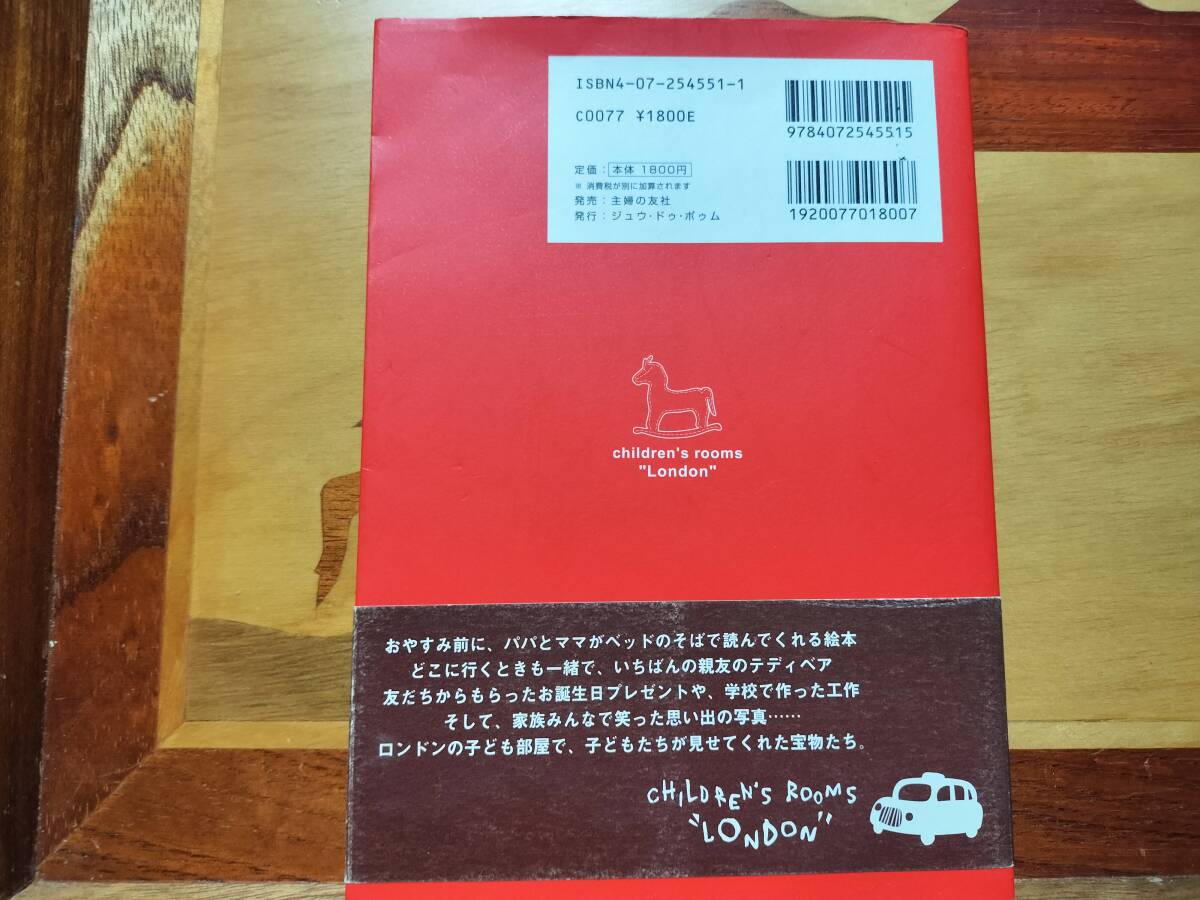 ISBN4-07-254551-1
C0077 ¥1800E
9784072545515
定価：本体 1800円
※ 消費税が別に加算されます
発売：主婦の友社
発行：ジュウ・ドゥ・ポゥム
1920077018007
children's rooms
"London"
おやすみ前に、パパとママがベッドのそばで読んでくれる絵本
どこに行くときも一緒で、いちばんの親友のテディベア
友だちからもらったお誕生日プレゼントや、学校で作った工作
そして、家族みんなで笑った思い出の写真……
ロンドンの子ども部屋で、子どもたちが見せてくれた宝物たち。
CHILDREN'S ROOMS
"LONDON"